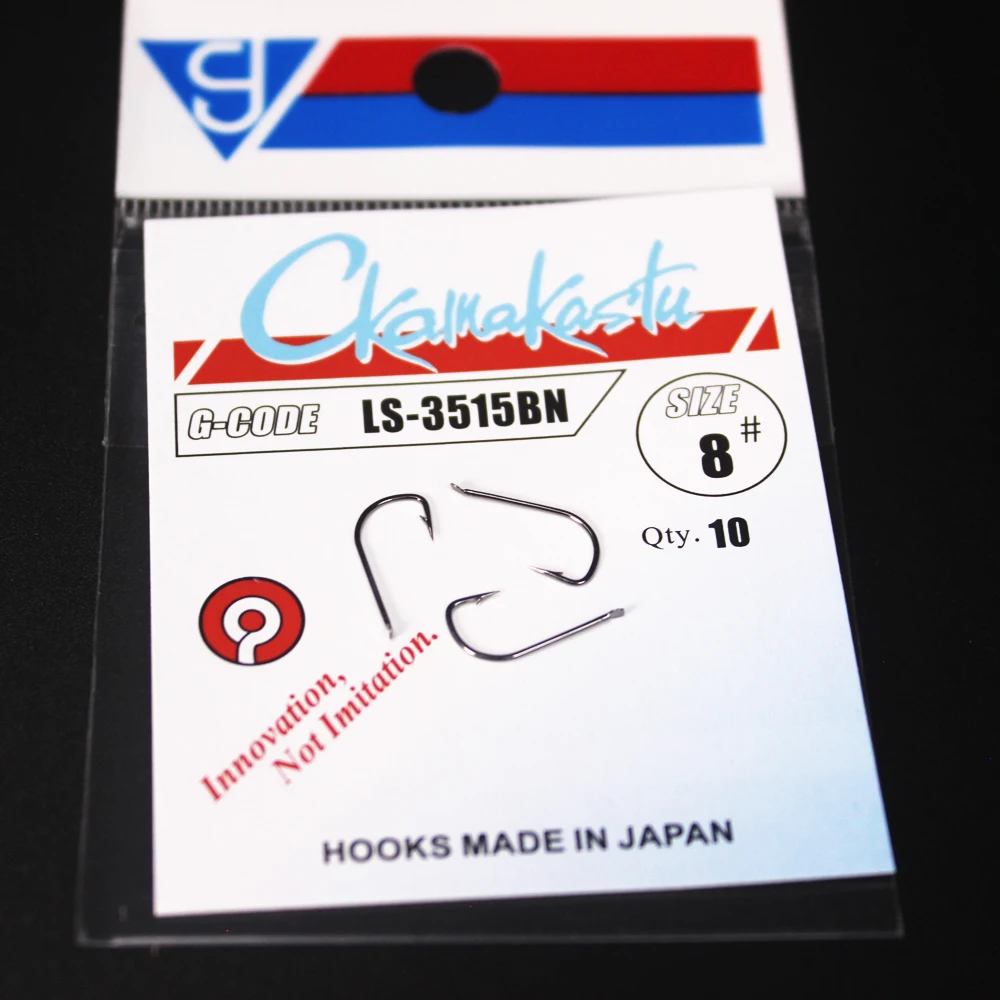 g
Ckamakastu
G-CODE LS-3515BN
SIZE
8#
Qty. 10
Innovation,
Not Imitation.
HOOKS MADE IN JAPAN